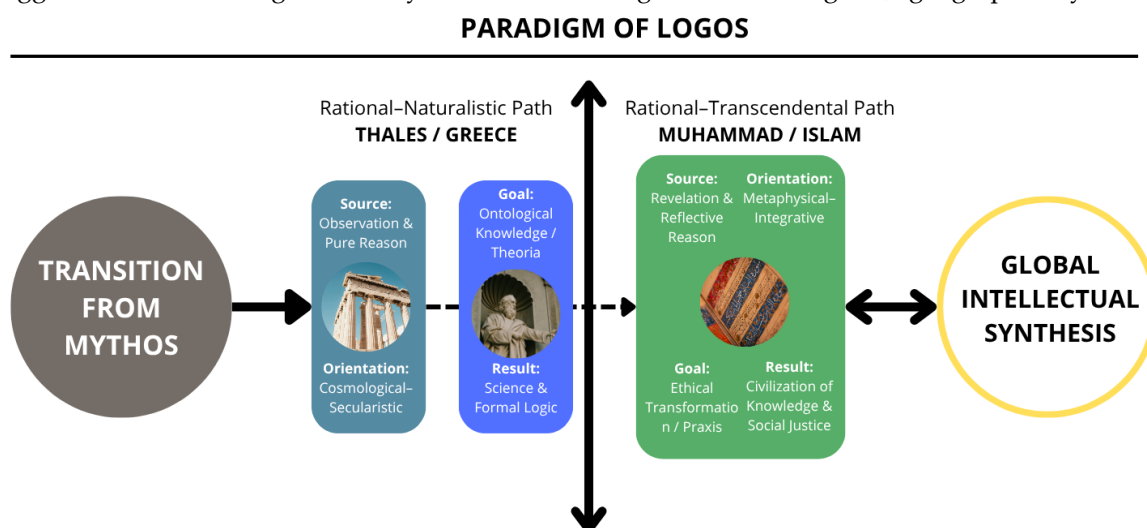 PARADIGM OF LOGOS
Rational–Naturalistic Path
THALES / GREECE
Rational–Transcendental Path
MUHAMMAD / ISLAM
TRANSITION
FROM
MYTHOS
Source:
Observation &
Pure Reason
Orientation:
Cosmological–
Secularistic
Goal:
Ontological
Knowledge /
Theoria
Result:
Science &
Formal Logic
Source:
Revelation &
Reflective
Reason
Orientation:
Metaphysical–
Integrative
Goal:
Ethical
Transformatio
n / Praxis
Result:
Civilization of
Knowledge &
Social Justice
GLOBAL
INTELLECTUAL
SYNTHESIS